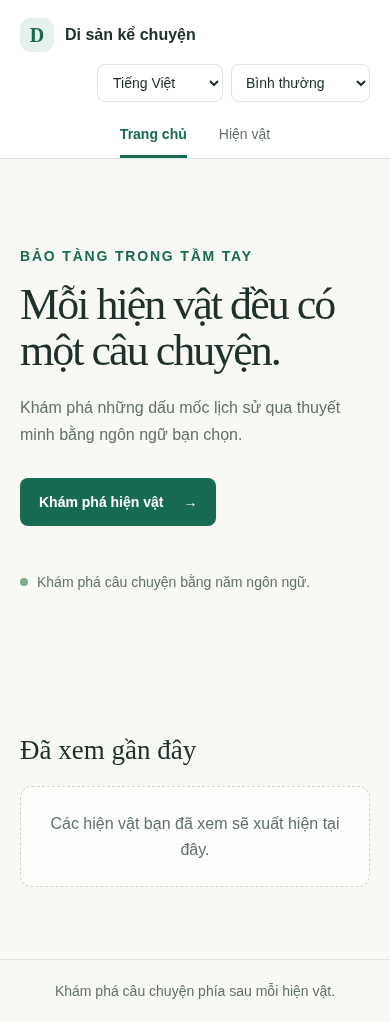 D
Di sản kể chuyện
Tiếng Việt
Bình thường
Trang chủ
Hiện vật
BẢO TÀNG TRONG TẦM TAY
Mỗi hiện vật đều có
một câu chuyện.
Khám phá những dấu mốc lịch sử qua thuyết
minh bằng ngôn ngữ bạn chọn.
Khám phá hiện vật →
Khám phá câu chuyện bằng năm ngôn ngữ.
Đã xem gần đây
Các hiện vật bạn đã xem sẽ xuất hiện tại
đây.
Khám phá câu chuyện phía sau mỗi hiện vật.